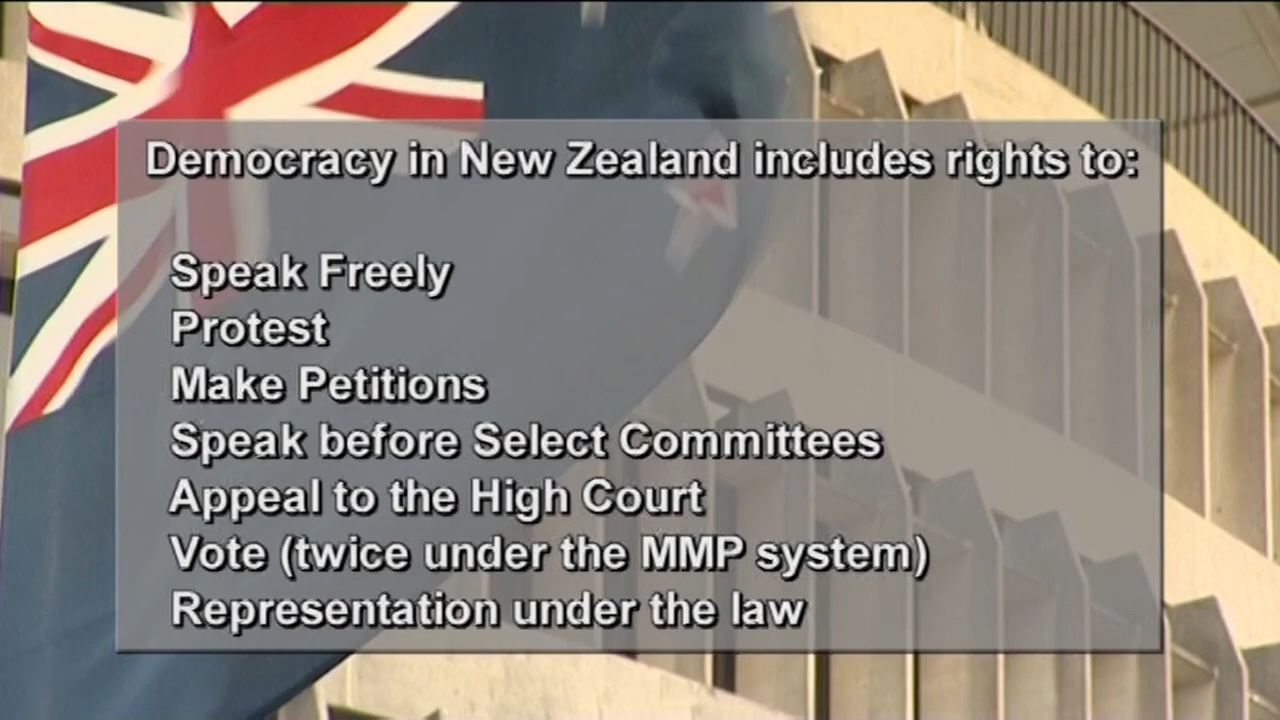 Democracy in New Zealand includes rights to:
Speak Freely
Protest
Make Petitions
Speak before Select Committees
Appeal to the High Court
Vote (twice under the MMP system)
Representation under the law